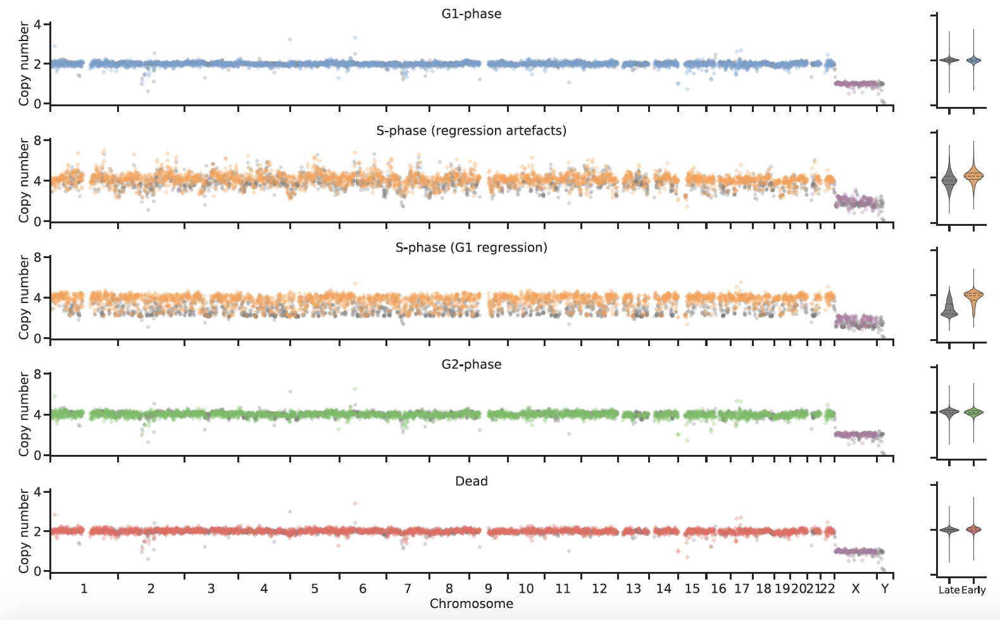 G1-phase
4
2
0
Copy number
S-phase (regression artefacts)
8
4
0
Copy number
S-phase (G1 regression)
8
4
0
Copy number
G2-phase
8
4
0
Copy number
Dead
4
2
0
Copy number
1 2 3 4 5 6 7 8 9 10 11 12 13 14 15 16 17 18 19 20 21 22 X Y
Chromosome
Late Early